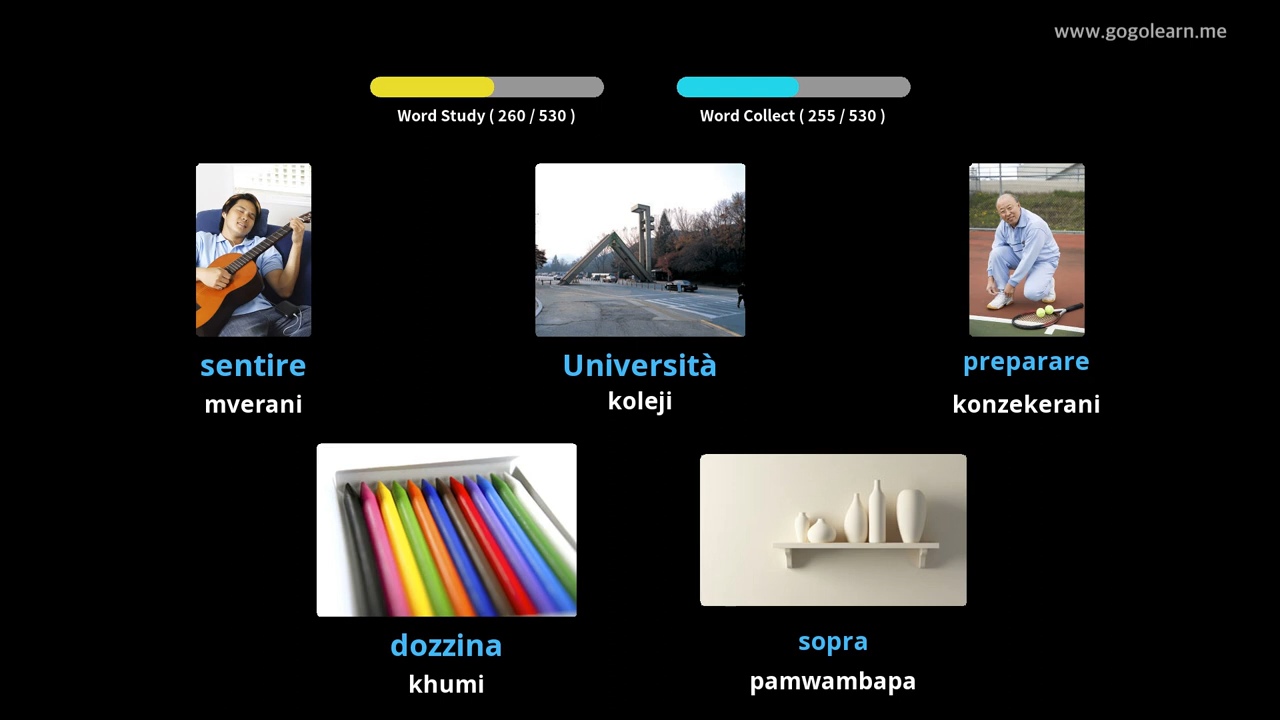 www.gogolearn.me
Word Study ( 260 / 530 )
Word Collect ( 255 / 530 )
sentire
mverani
Università
koleji
preparare
konzekerani
dozzina
khumi
sopra
pamwambapa